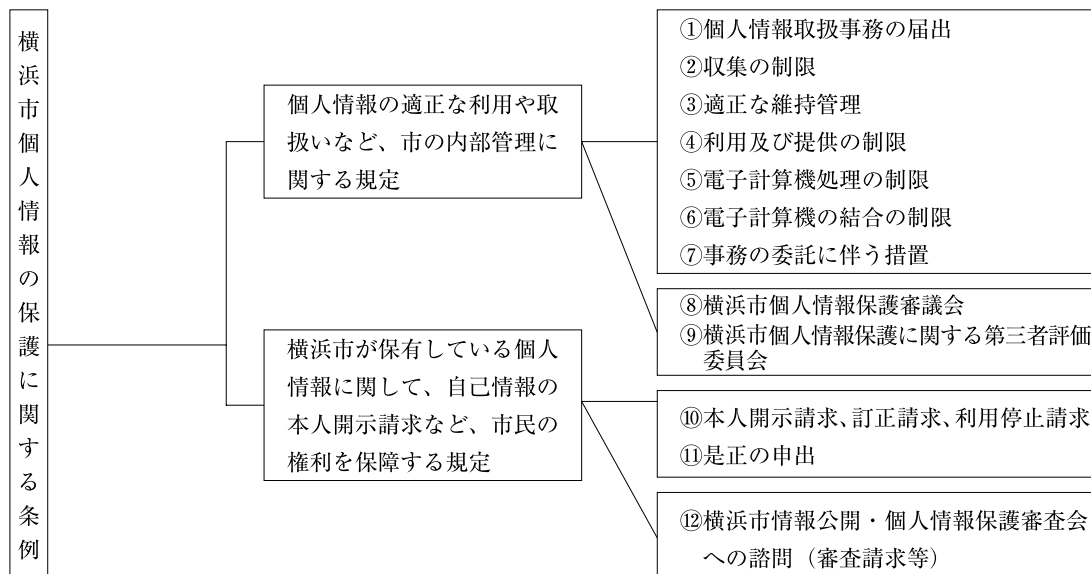 横浜市個人情報の保護に関する条例
個人情報の適正な利用や取
扱いなど、市の内部管理に
関する規定
①個人情報取扱事務の届出
②収集の制限
③適正な維持管理
④利用及び提供の制限
⑤電子計算機処理の制限
⑥電子計算機の結合の制限
⑦事務の委託に伴う措置
⑧横浜市個人情報保護審議会
⑨横浜市個人情報保護に関する第三者評価
委員会
横浜市が保有している個人
情報に関して、自己情報の
本人開示請求など、市民の
権利を保障する規定
⑩本人開示請求、訂正請求、利用停止請求
⑪是正の申出
⑫横浜市情報公開・個人情報保護審査会
への諮問（審査請求等）